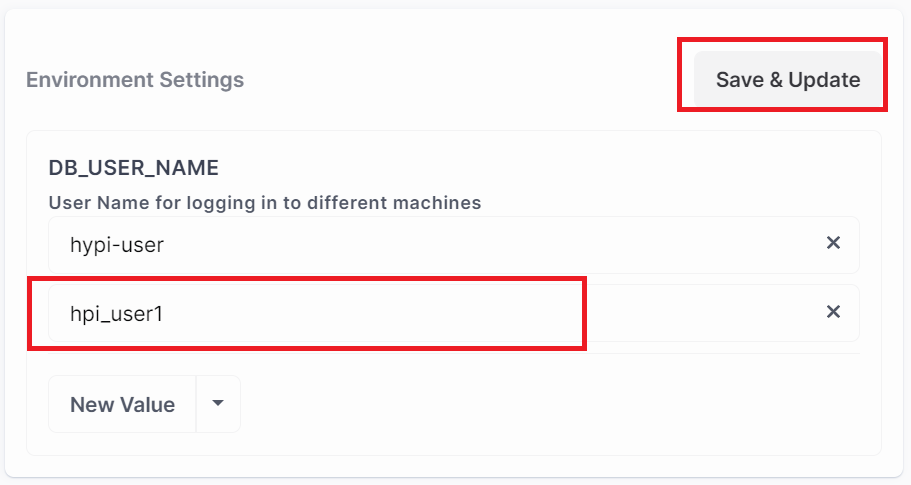 Environment Settings
Save & Update
DB_USER_NAME
User Name for logging in to different machines
hypi-user
hpi_user1
New Value